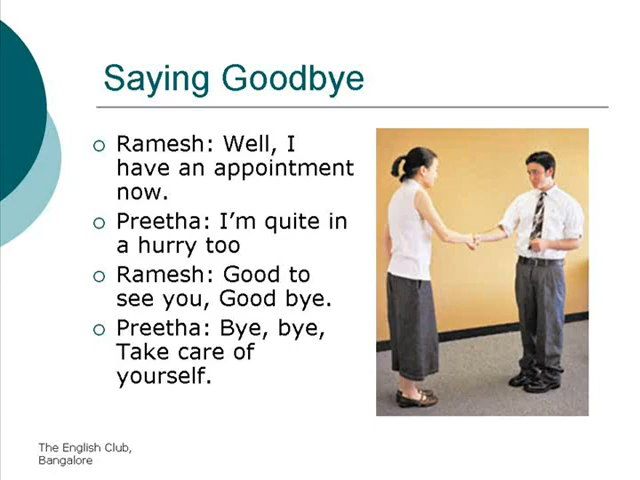 Saying Goodbye
Ramesh: Well, I
have an appointment
now.
Preetha: I'm quite in
a hurry too
Ramesh: Good to
see you, Good bye.
Preetha: Bye, bye,
Take care of
yourself.
The English Club,
Bangalore